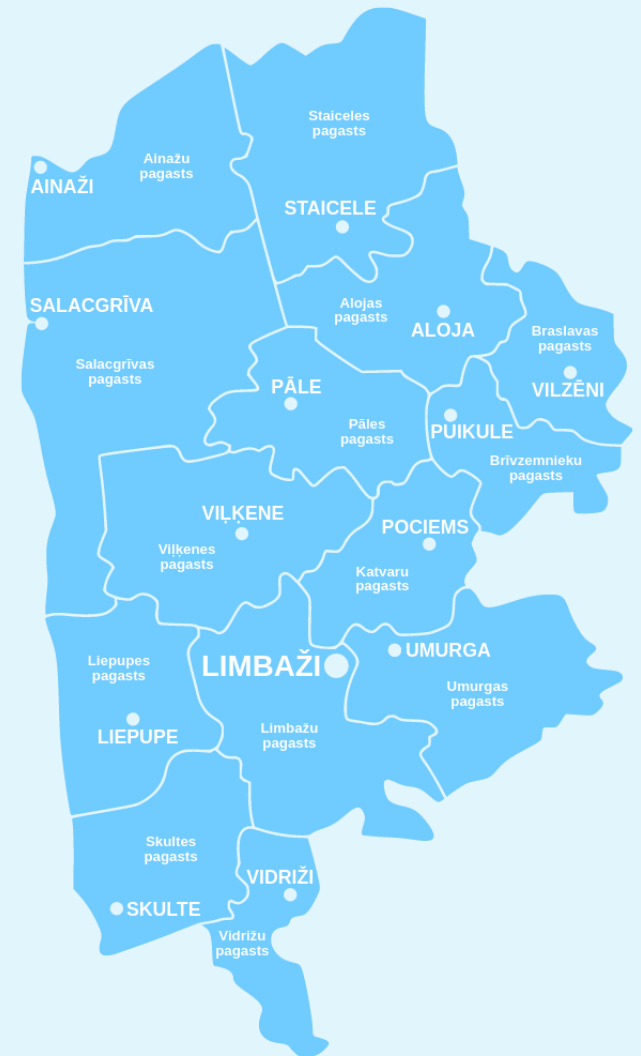 Staiceles
pagasts
Ainažu
pagasts
AINAŽI
STAICELE
SALACGRĪVA
Alojas
pagasts
ALOJA
Braslavas
pagasts
Salacgrīvas
pagasts
PĀLE
VILZĒNI
Pāles
pagasts
PUIKULE
Brīvzemnieku
pagasts
VIĻĶENE
POCIEMS
Viļķenes
pagasts
Katvaru
pagasts
Liepupes
pagasts
LIMBAŽI
UMURGA
Umurgas
pagasts
LIEPUPE
Limbažu
pagasts
Skultes
pagasts
VIDRIŽI
SKULTE
Vidrižu
pagasts